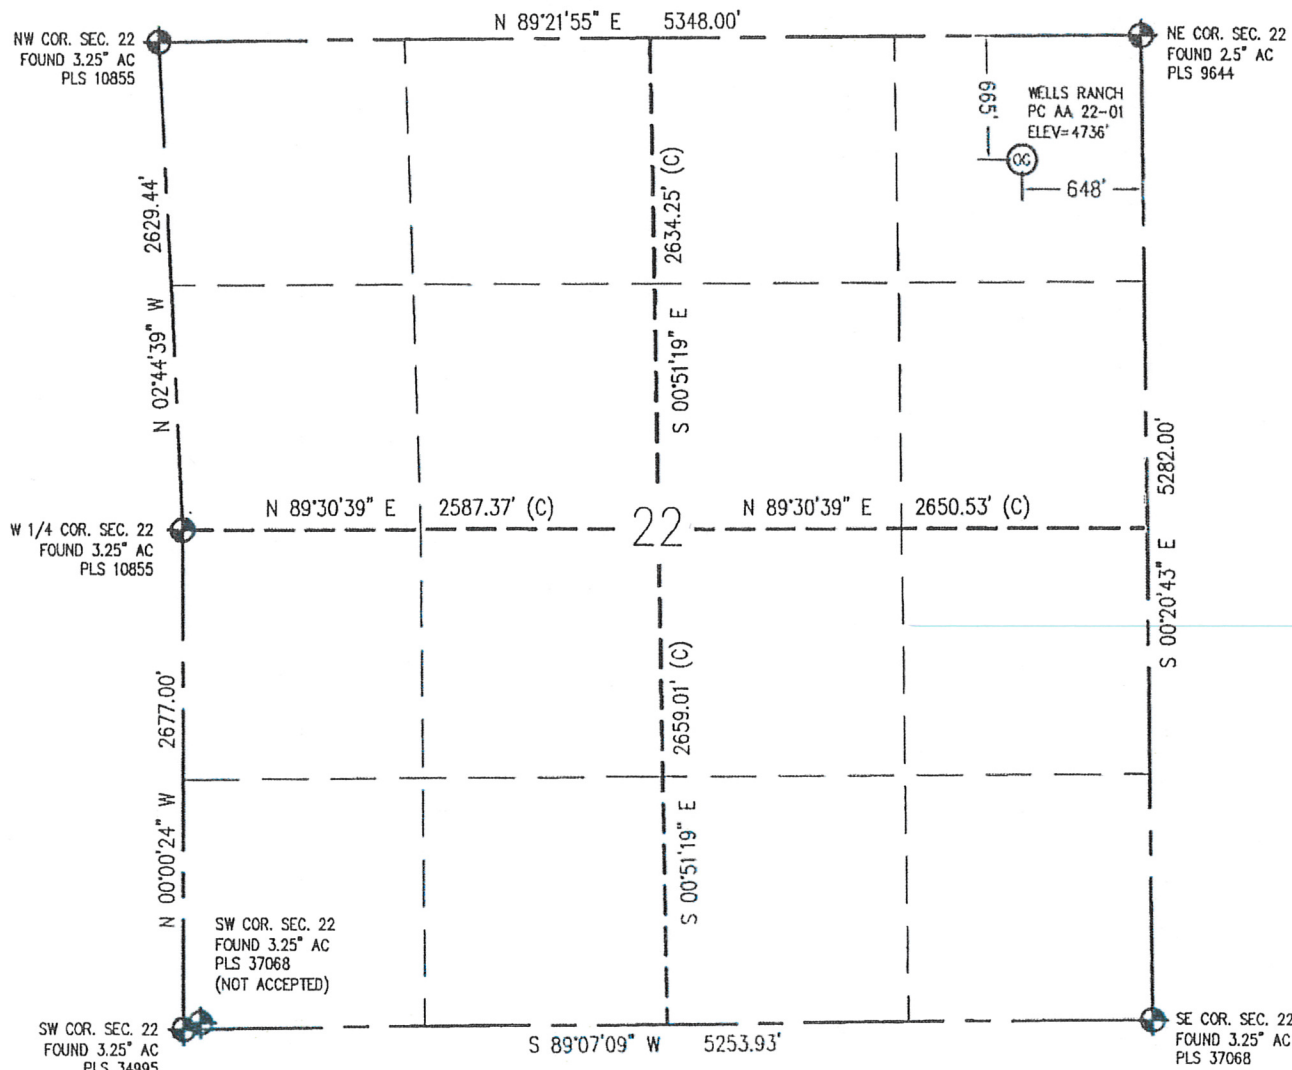 N 89°21'55" E 5348.00'
NW COR. SEC. 22
FOUND 3.25" AC
PLS 10855
NE COR. SEC. 22
FOUND 2.5" AC
PLS 9644
665'
WELLS RANCH
PC AA 22-01
ELEV=4736'
OG
648'
2629.44'
N 02°44'39" W
2634.25' (C)
S 00°51'19" E
5282.00'
S 00°20'43" E
N 89°30'39" E 2587.37' (C)
22
N 89°30'39" E 2650.53' (C)
W 1/4 COR. SEC. 22
FOUND 3.25" AC
PLS 10855
2677.00'
N 00°00'24" W
2659.01' (C)
S 00°51'19" E
SW COR. SEC. 22
FOUND 3.25" AC
PLS 37068
(NOT ACCEPTED)
SW COR. SEC. 22
FOUND 3.25" AC
PLS 34995
S 89°07'09" W 5253.93'
SE COR. SEC. 22
FOUND 3.25" AC
PLS 37068